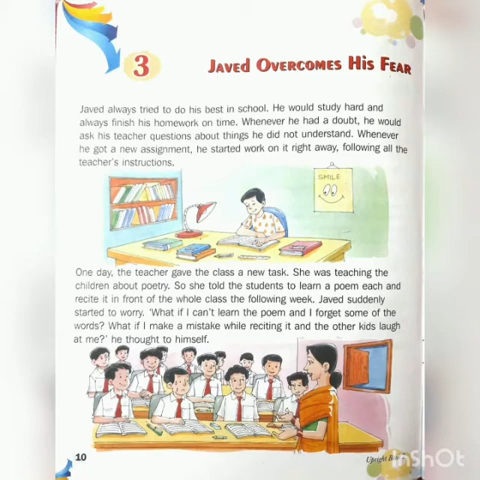 3
JAVED OVERCOMES HIS FEAR
Javed always tried to do his best in school. He would study hard and
always finish his homework on time. Whenever he had a doubt, he would
ask his teacher questions about things he did not understand. Whenever
he got a new assignment, he started work on it right away, following all the
teacher's instructions.
SMILE
One day, the teacher gave the class a new task. She was teaching the
children about poetry. So she told the students to learn a poem each and
recite it in front of the whole class the following week. Javed suddenly
started to worry. 'What if I can't learn the poem and I forget some of the
words? What if I make a mistake while reciting it and the other kids laugh
at me?' he thought to himself.
10
Upright
InShOt